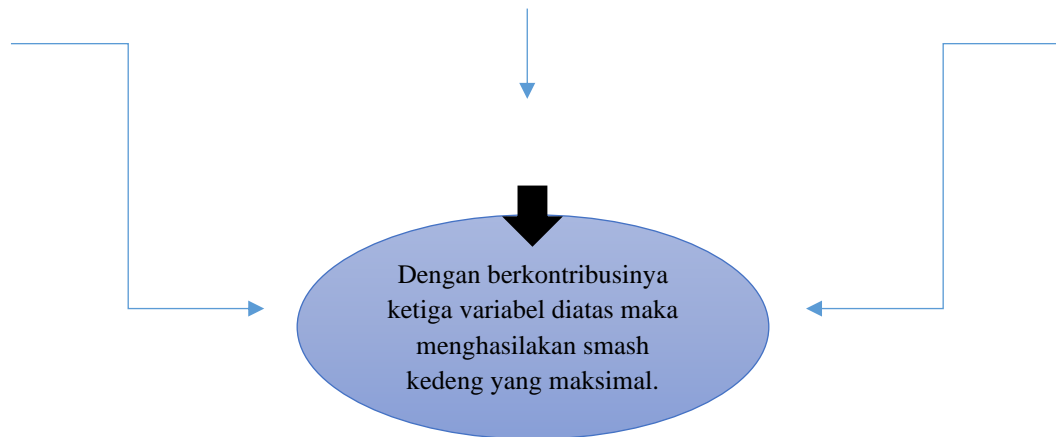 Dengan berkontribusinya
ketiga variabel diatas maka
menghasilakan smash
kedeng yang maksimal.